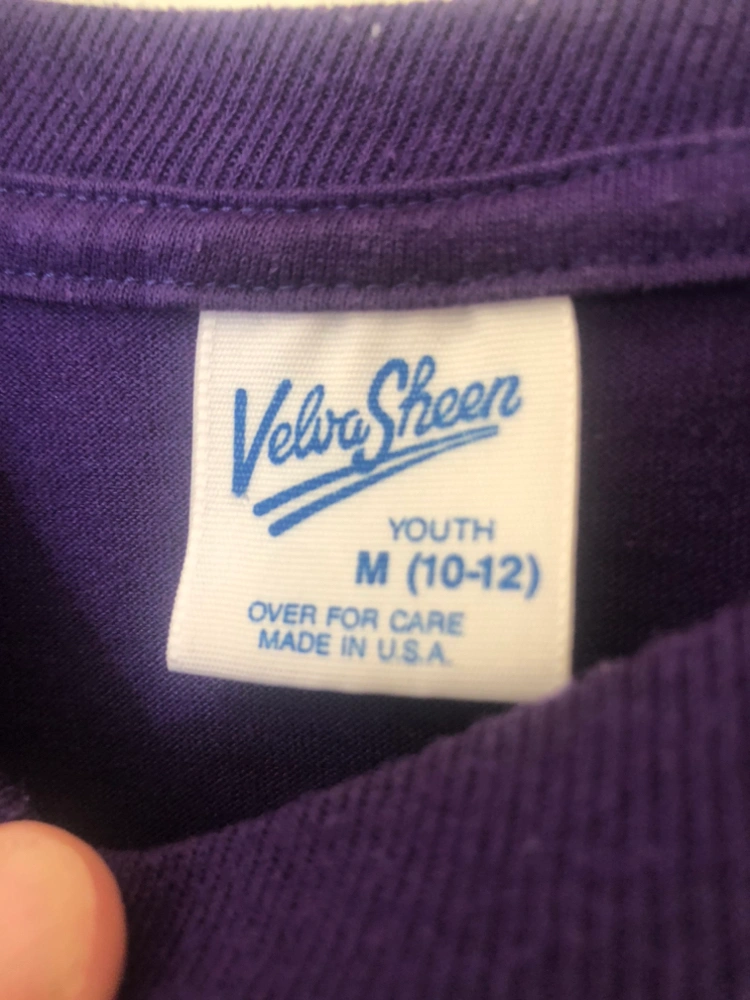 Velva Sheen
YOUTH
M (10-12)
OVER FOR CARE
MADE IN U.S.A.